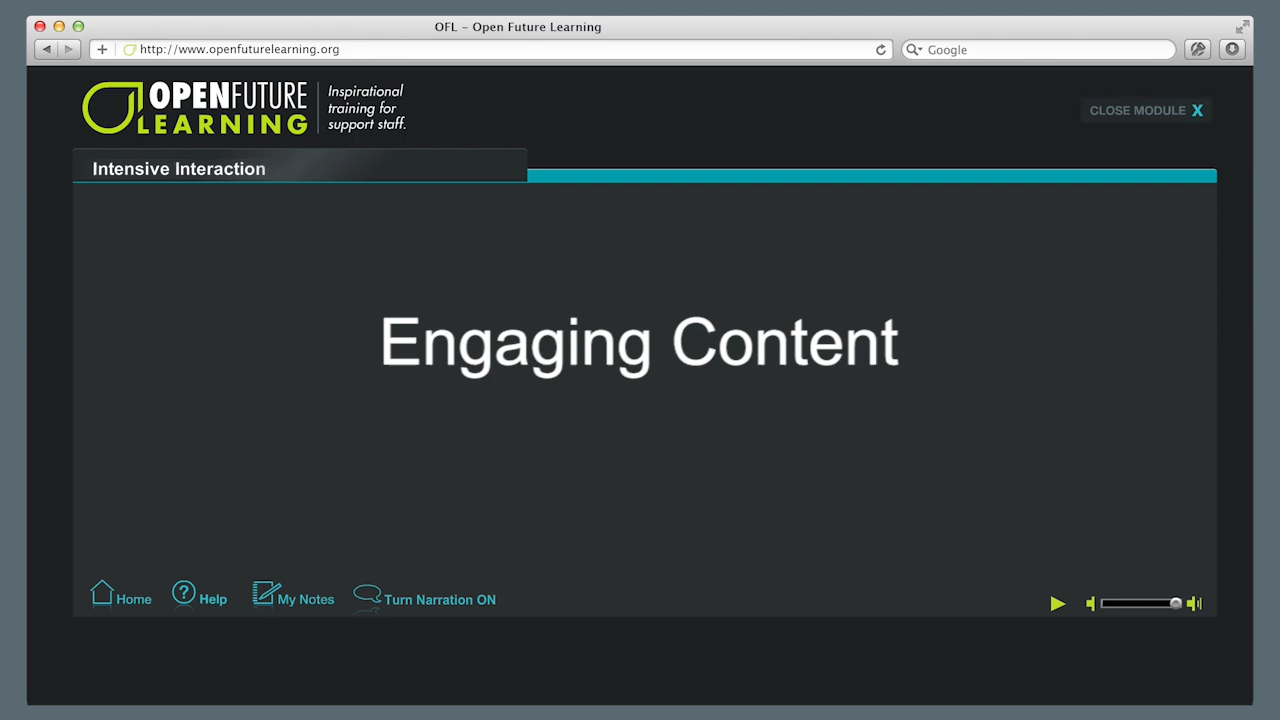 OFL – Open Future Learning
http://www.openfuturelearning.org
Google
OPENFUTURE
LEARNING
Inspirational
training for
support staff.
CLOSE MODULE X
Intensive Interaction
Engaging Content
Home
? Help
My Notes
Turn Narration ON